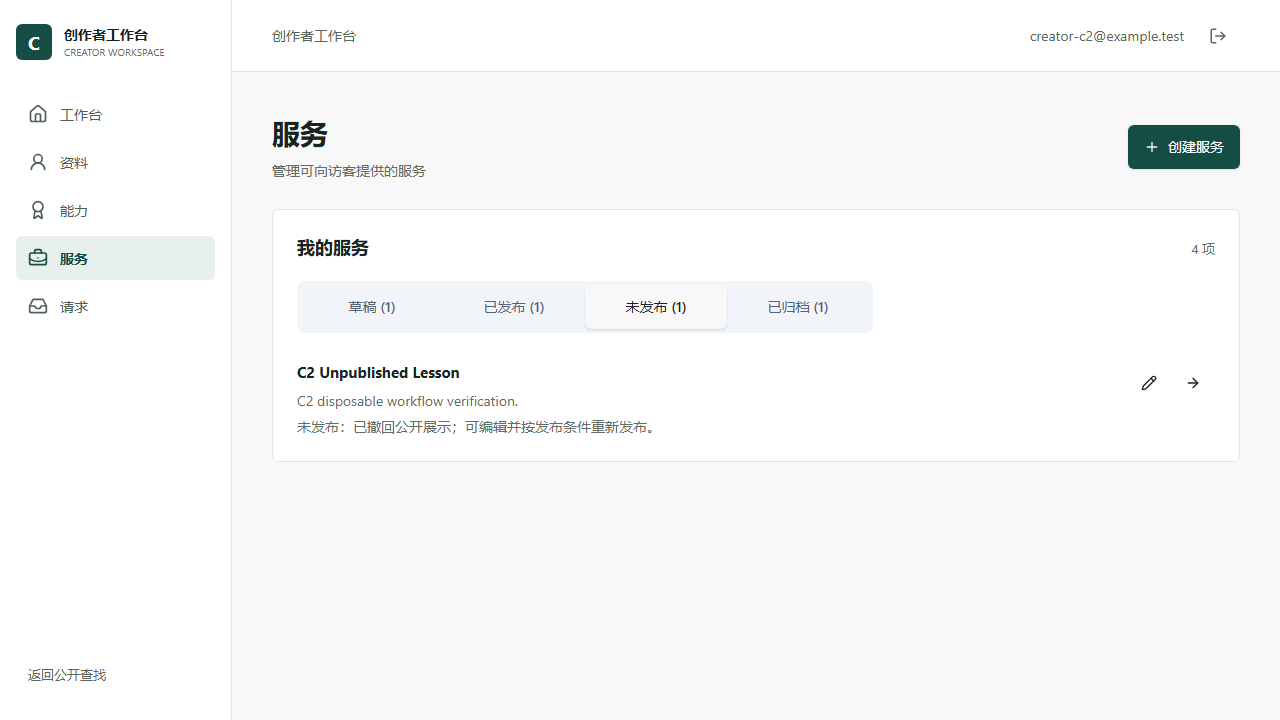 C
创作者工作台
CREATOR WORKSPACE
工作台
资料
能力
服务
请求
返回公开查找
创作者工作台
creator-c2@example.test
服务
管理可向访客提供的服务
创建服务
我的服务
4 项
草稿 (1)
已发布 (1)
未发布 (1)
已归档 (1)
C2 Unpublished Lesson
C2 disposable workflow verification.
未发布：已撤回公开展示；可编辑并按发布条件重新发布。